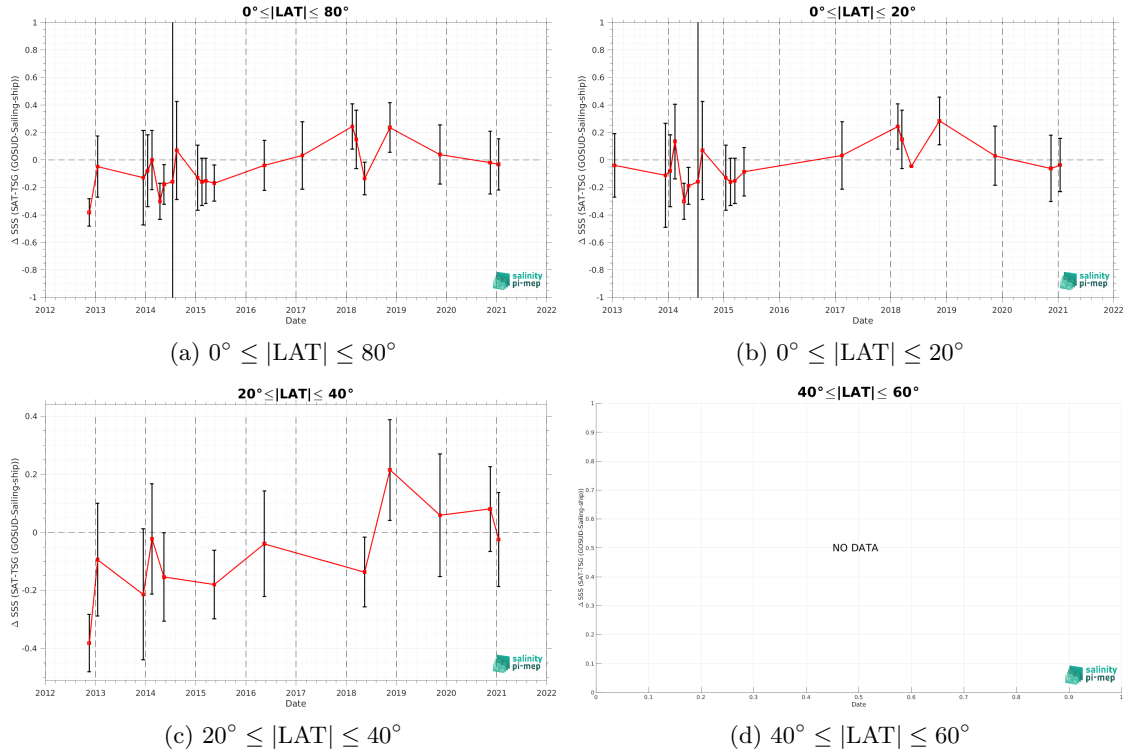 0°≤|LAT|≤ 80°
Δ SSS (SAT-TSG (GOSUD-Sailing-ship))
1
0.8
0.6
0.4
0.2
0
-0.2
-0.4
-0.6
-0.8
-1
2012 2013 2014 2015 2016 2017 2018 2019 2020 2021 2022
Date
salinity
pi-mep
(a) 0° ≤ |LAT| ≤ 80°
0°≤|LAT|≤ 20°
Δ SSS (SAT-TSG (GOSUD-Sailing-ship))
1
0.8
0.6
0.4
0.2
0
-0.2
-0.4
-0.6
-0.8
-1
2013 2014 2015 2016 2017 2018 2019 2020 2021 2022
Date
salinity
pi-mep
(b) 0° ≤ |LAT| ≤ 20°
20°≤|LAT|≤ 40°
Δ SSS (SAT-TSG (GOSUD-Sailing-ship))
0.4
0.2
0
-0.2
-0.4
2012 2013 2014 2015 2016 2017 2018 2019 2020 2021 2022
Date
salinity
pi-mep
(c) 20° ≤ |LAT| ≤ 40°
40°≤|LAT|≤ 60°
Δ SSS (SAT-TSG (GOSUD-Sailing-ship))
1
0.9
0.8
0.7
0.6
0.5
0.4
0.3
0.2
0.1
0
NO DATA
0 0.1 0.2 0.3 0.4 0.5 0.6 0.7 0.8 0.9 1
Date
salinity
pi-mep
(d) 40° ≤ |LAT| ≤ 60°